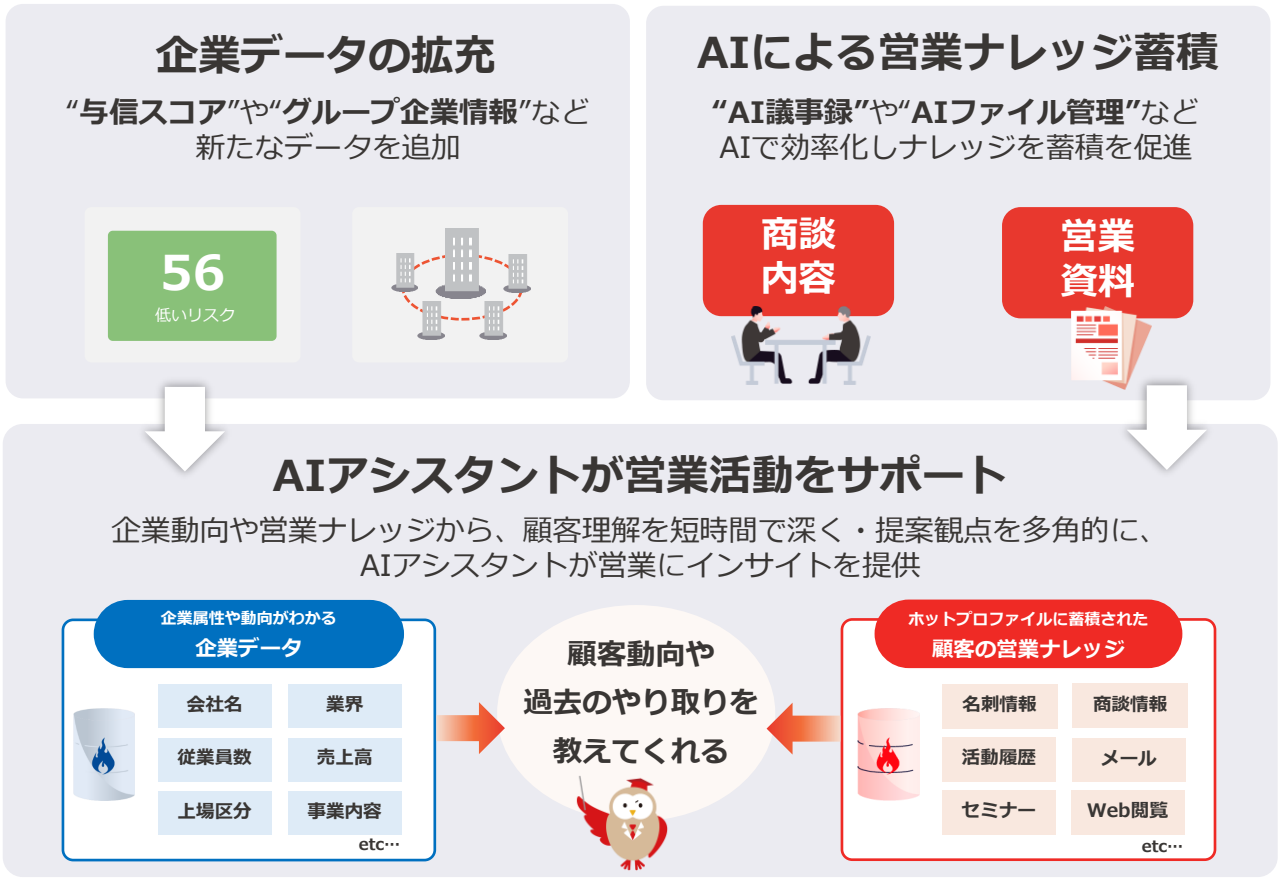 企業データの拡充
“与信スコア”や“グループ企業情報”など
新たなデータを追加
56
低いリスク
AIによる営業ナレッジ蓄積
“AI議事録”や“AIファイル管理”など
AIで効率化しナレッジを蓄積を促進
商談
内容
営業
資料
AIアシスタントが営業活動をサポート
企業動向や営業ナレッジから、顧客理解を短時間で深く・提案観点を多角的に、
AIアシスタントが営業にインサイトを提供
企業属性や動向がわかる
企業データ
会社名
業界
従業員数
売上高
上場区分
事業内容
etc…
顧客動向や
過去のやり取りを
教えてくれる
ホットプロファイルに蓄積された
顧客の営業ナレッジ
名刺情報
商談情報
活動履歴
メール
セミナー
Web閲覧
etc…